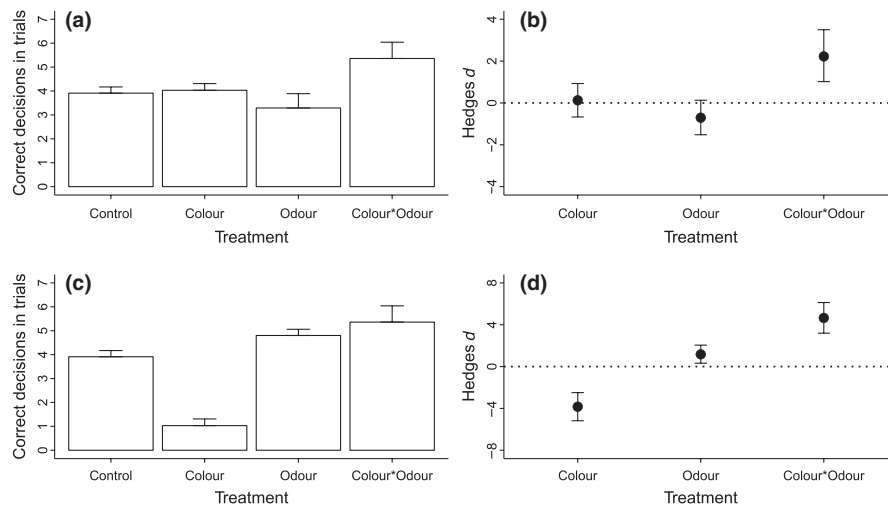 (a)
Correct decisions in trials
7
6
5
4
3
2
1
0
Control Colour Odour Colour*Odour
Treatment
(b)
Hedges d
4
2
0
−2
−4
Colour Odour Colour*Odour
Treatment
(c)
Correct decisions in trials
7
6
5
4
3
2
1
0
Control Colour Odour Colour*Odour
Treatment
(d)
Hedges d
8
4
0
−4
−8
Colour Odour Colour*Odour
Treatment